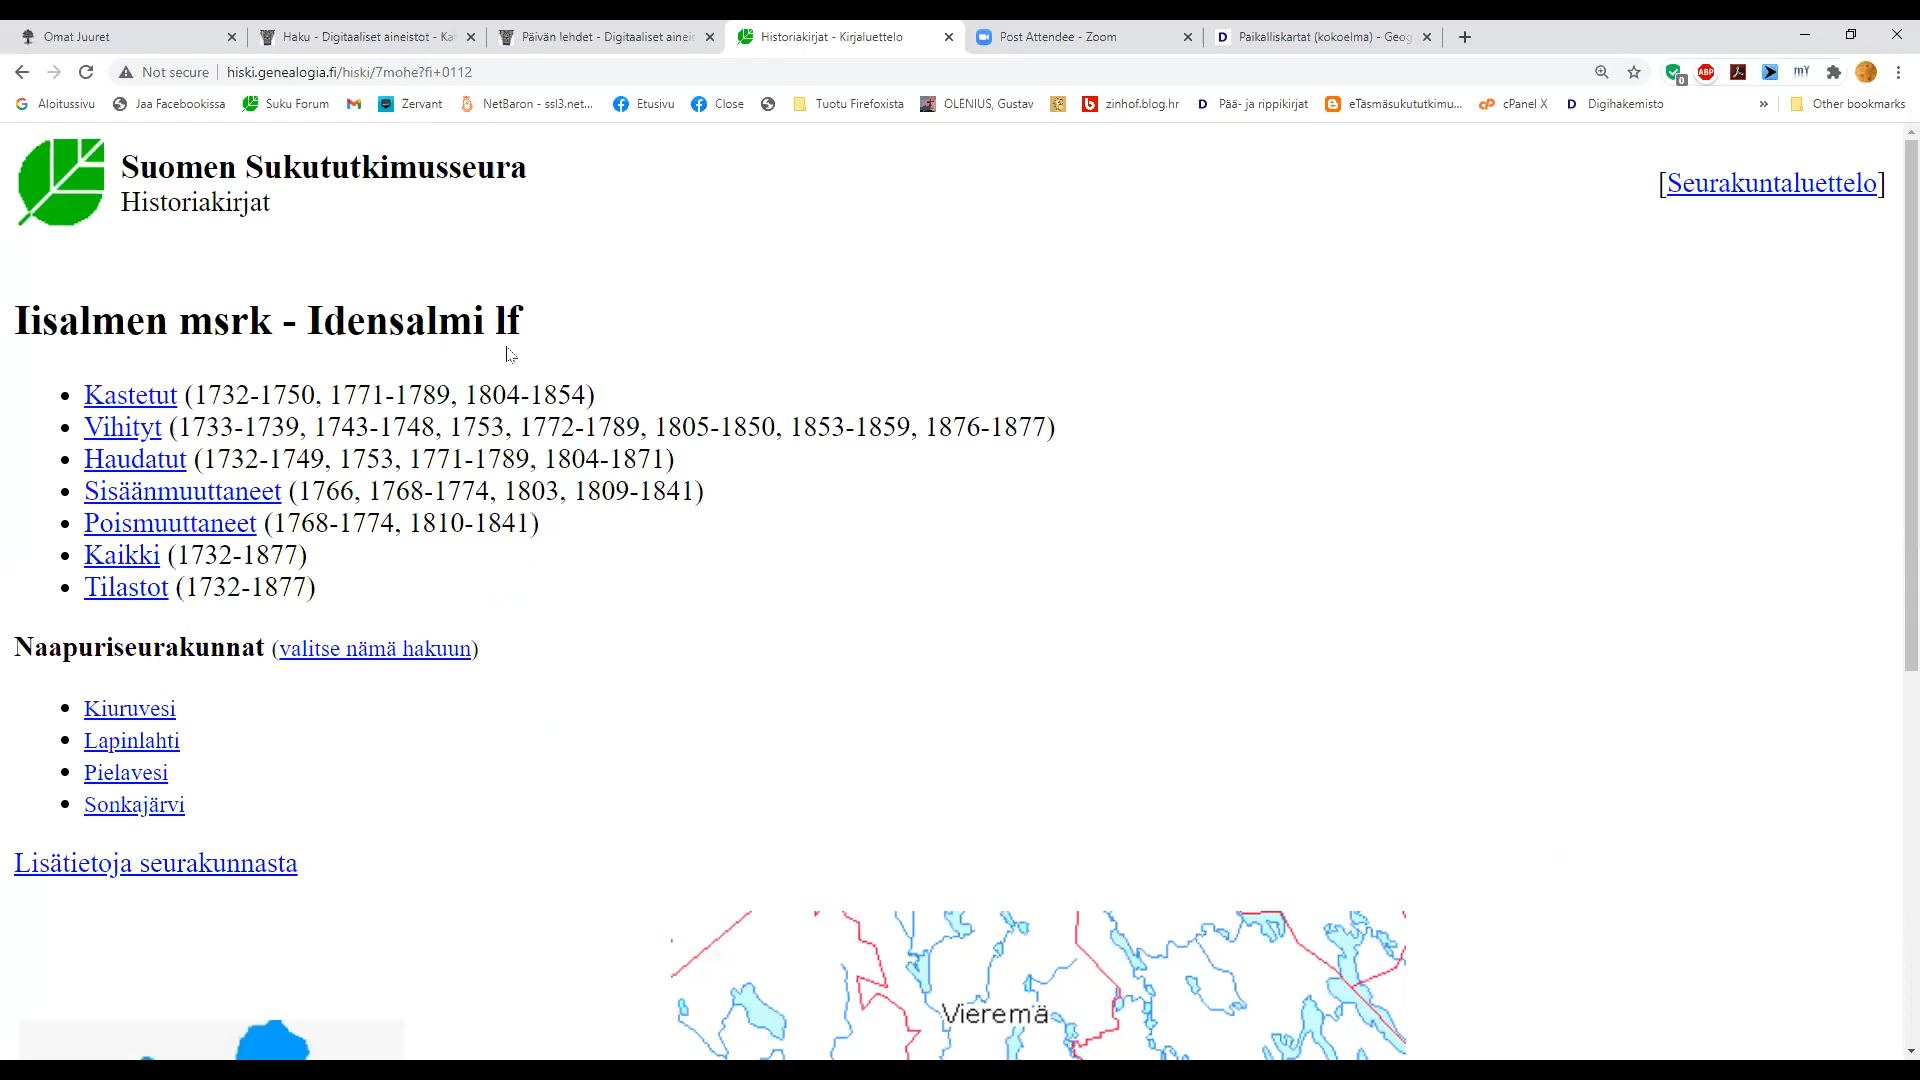 Omat Juuret
Haku - Digitaaliset aineistot - Ka
Päivän lehdet - Digitaaliset aineis
Historiakirjat - Kirjaluettelo
Post Attendee - Zoom
Paikalliskartat (kokoelma) - Geog
Not secure
hiski.genealogia.fi/hiski/7mohe?fi+0112
Aloitussivu
Jaa Facebookissa
Suku Forum
Zervant
NetBaron - ssl3.net...
Etusivu
Close
Tuotu Firefoxista
OLENIUS, Gustav
zinhof.blog.hr
Pää- ja rippikirjat
eTäsmäsukututkimu...
cPanel X
Digihakemisto
Other bookmarks
Suomen Sukututkimusseura
Historiakirjat
[Seurakuntaluettelo]
Iisalmen msrk - Idensalmi lf
Kastetut (1732-1750, 1771-1789, 1804-1854)
Vihityt (1733-1739, 1743-1748, 1753, 1772-1789, 1805-1850, 1853-1859, 1876-1877)
Haudatut (1732-1749, 1753, 1771-1789, 1804-1871)
Sisäänmuuttaneet (1766, 1768-1774, 1803, 1809-1841)
Poismuuttaneet (1768-1774, 1810-1841)
Kaikki (1732-1877)
Tilastot (1732-1877)
Naapuriseurakunnat (valitse nämä hakuun)
Kiuruvesi
Lapinlahti
Pielavesi
Sonkajärvi
Lisätietoja seurakunnasta
Vieremä